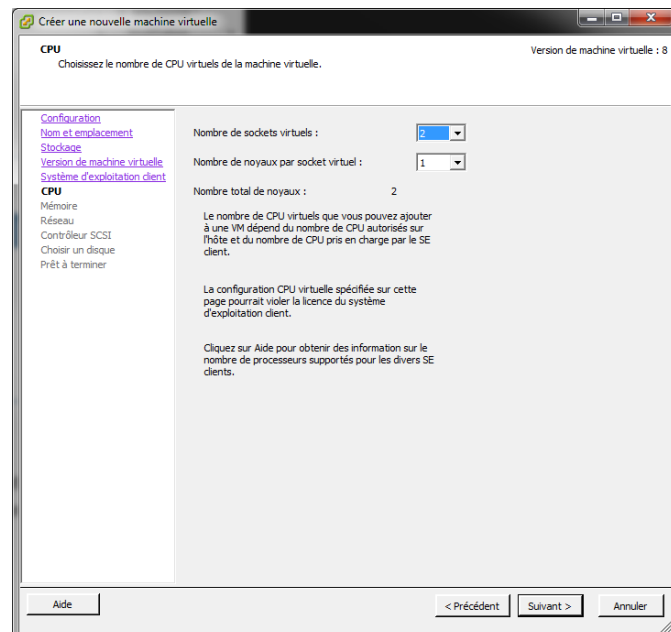 Créer une nouvelle machine virtuelle
CPU
Choisissez le nombre de CPU virtuels de la machine virtuelle.
Version de machine virtuelle : 8
Configuration
Nom et emplacement
Stockage
Version de machine virtuelle
Système d'exploitation client
CPU
Mémoire
Réseau
Contrôleur SCSI
Choisir un disque
Prêt à terminer
Nombre de sockets virtuels : 2
Nombre de noyaux par socket virtuel : 1
Nombre total de noyaux : 2
Le nombre de CPU virtuels que vous pouvez ajouter
à une VM dépend du nombre de CPU autorisés sur
l'hôte et du nombre de CPU pris en charge par le SE
client.
La configuration CPU virtuelle spécifiée sur cette
page pourrait violer la licence du système
d'exploitation client.
Cliquez sur Aide pour obtenir des information sur le
nombre de processeurs supportés pour les divers SE
clients.
Aide
< Précédent
Suivant >
Annuler